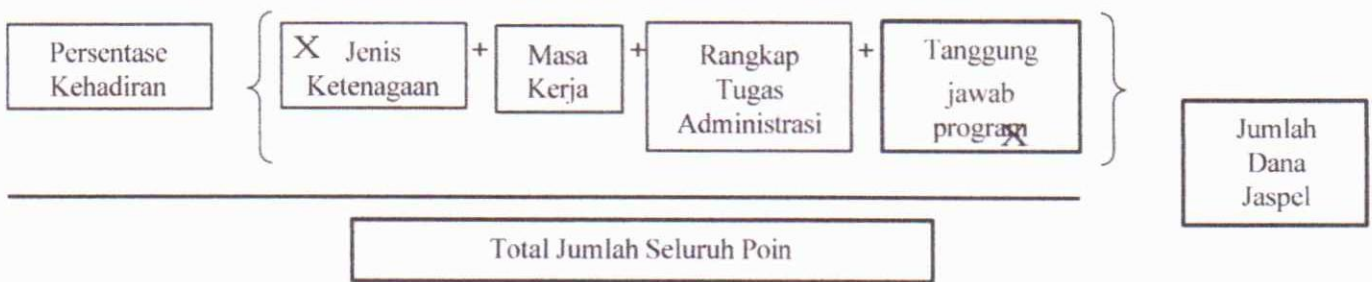 Persentase
Kehadiran
{
X Jenis
Ketenagaan
+
Masa
Kerja
+
Rangkap
Tugas
Administrasi
+
Tanggung
jawab
program
X
}
Jumlah
Dana
Jaspel
Total Jumlah Seluruh Poin